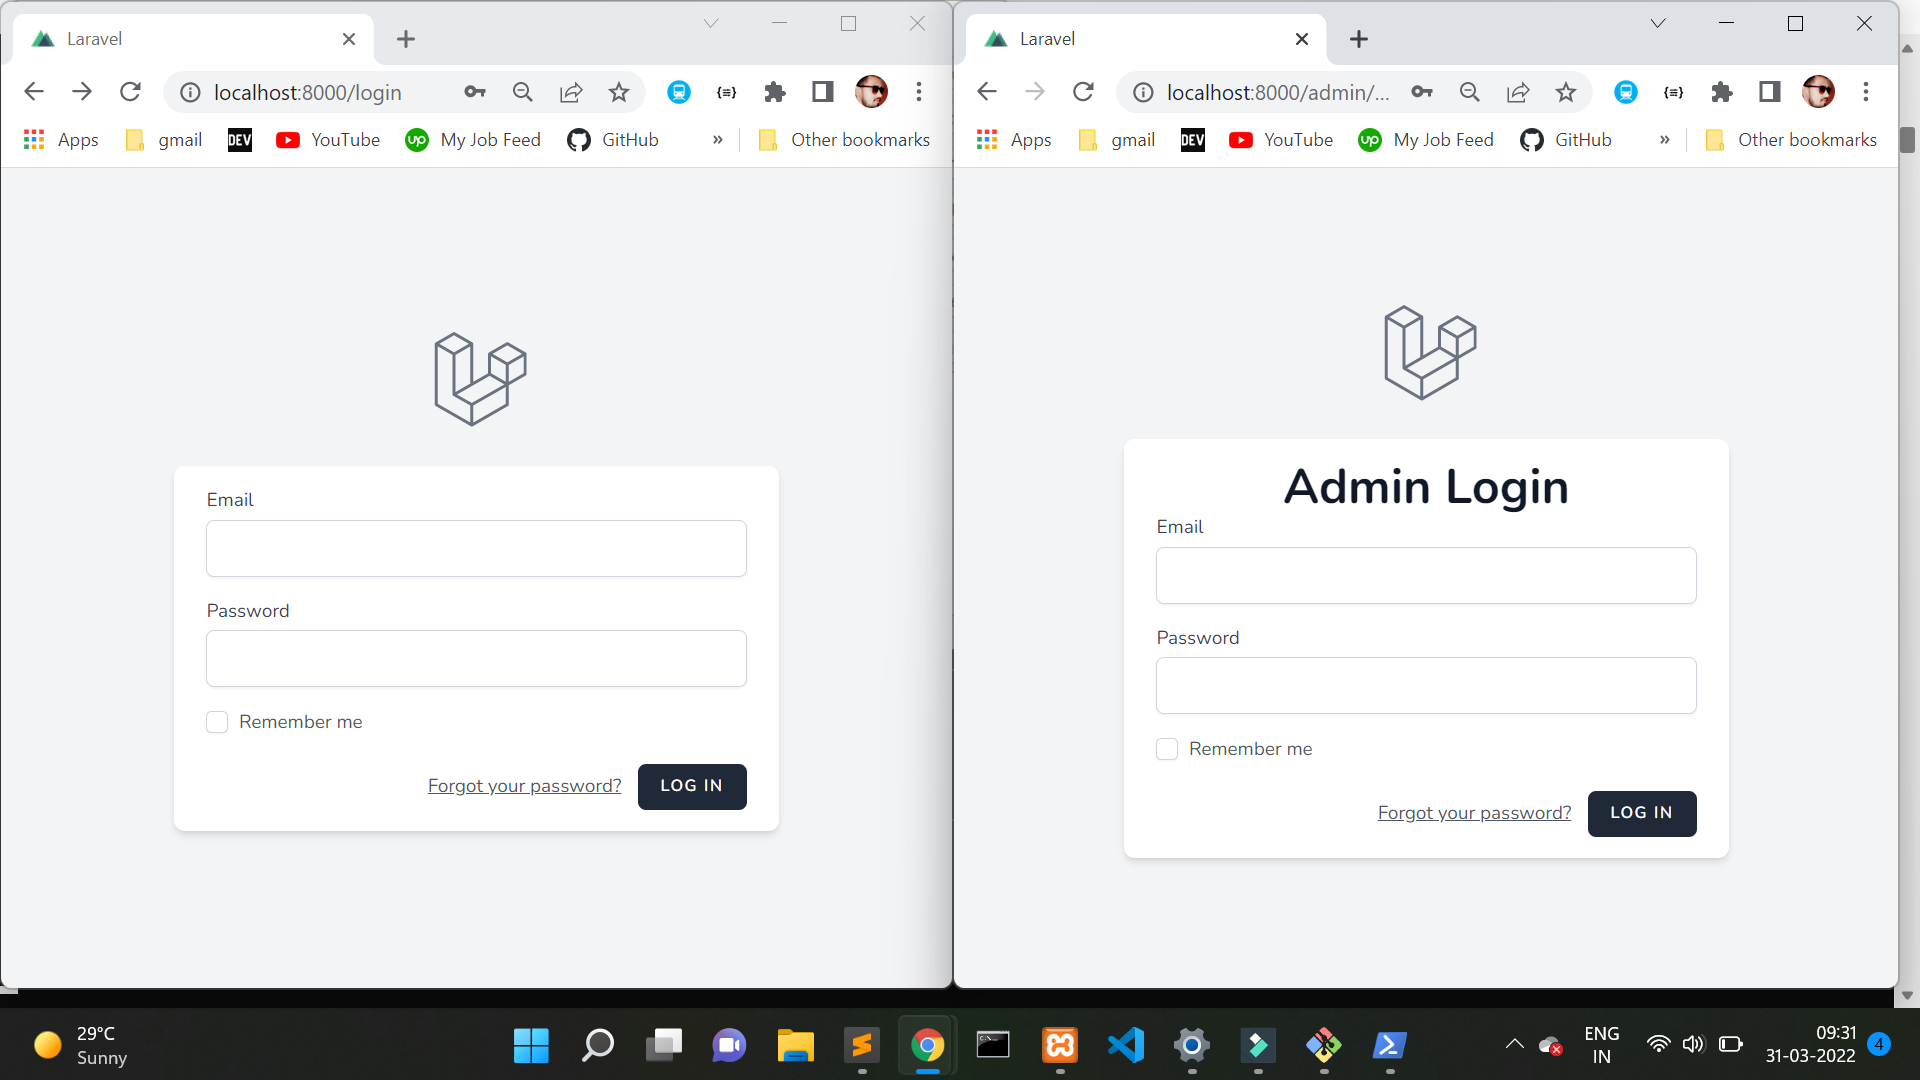 Laravel
localhost:8000/login
Apps
gmail
DEV
YouTube
up
My Job Feed
GitHub
»
Other bookmarks
Email
Password
Remember me
Forgot your password?
LOG IN
Laravel
localhost:8000/admin/...
Apps
gmail
DEV
YouTube
up
My Job Feed
GitHub
»
Other bookmarks
Admin Login
Email
Password
Remember me
Forgot your password?
LOG IN
29°C
Sunny
ENG
IN
09:31
31-03-2022
4